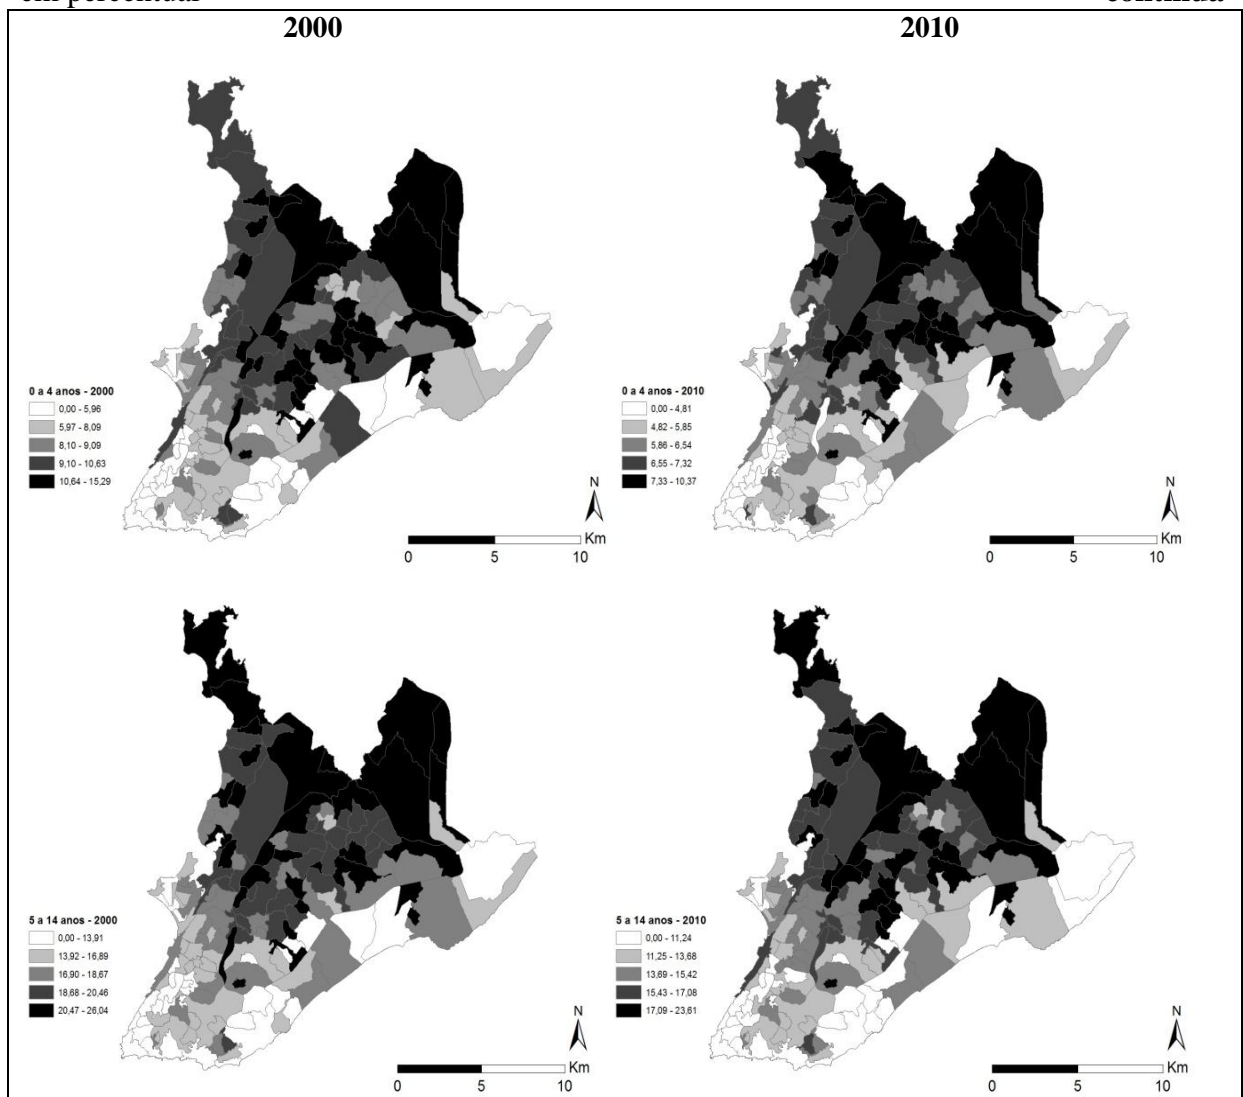 em percentual continua
2000 2010
0 a 4 anos - 2000
0,00 - 5,96
5,97 - 8,09
8,10 - 9,09
9,10 - 10,63
10,64 - 15,29
N
Km
0 5 10
0 a 4 anos - 2010
0,00 - 4,81
4,82 - 5,85
5,86 - 6,54
6,55 - 7,32
7,33 - 10,37
N
Km
0 5 10
5 a 14 anos - 2000
0,00 - 13,91
13,92 - 16,89
16,90 - 18,67
18,68 - 20,46
20,47 - 26,04
N
Km
0 5 10
5 a 14 anos - 2010
0,00 - 11,24
11,25 - 13,68
13,69 - 15,42
15,43 - 17,08
17,09 - 23,61
N
Km
0 5 10